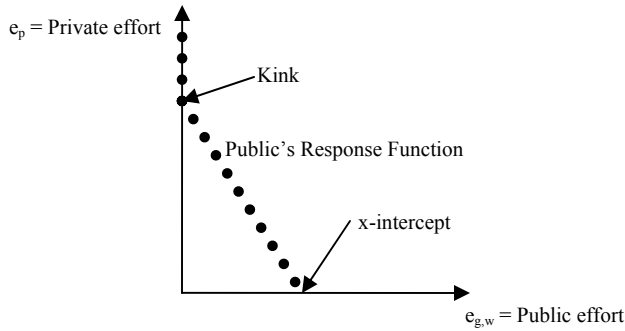 e_p = Private effort
Kink
Public's Response Function
x-intercept
e_g,w = Public effort